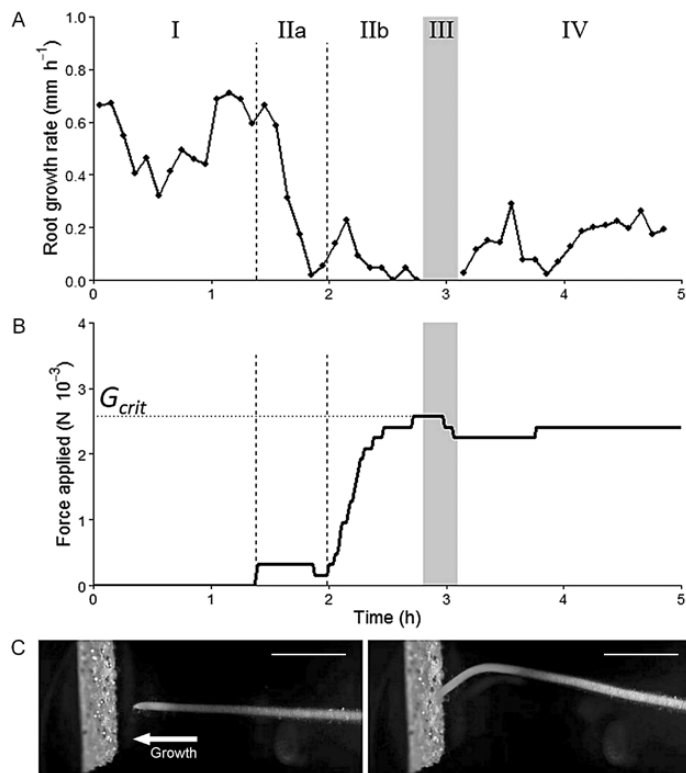 A
I IIa IIb III IV
Root growth rate (mm h⁻¹)
1.0
0.8
0.6
0.4
0.2
0.0
0 1 2 3 4 5
B
Force applied (N 10⁻³)
4
3
2
1
0
G_crit
0 1 2 3 4 5
Time (h)
C
Growth